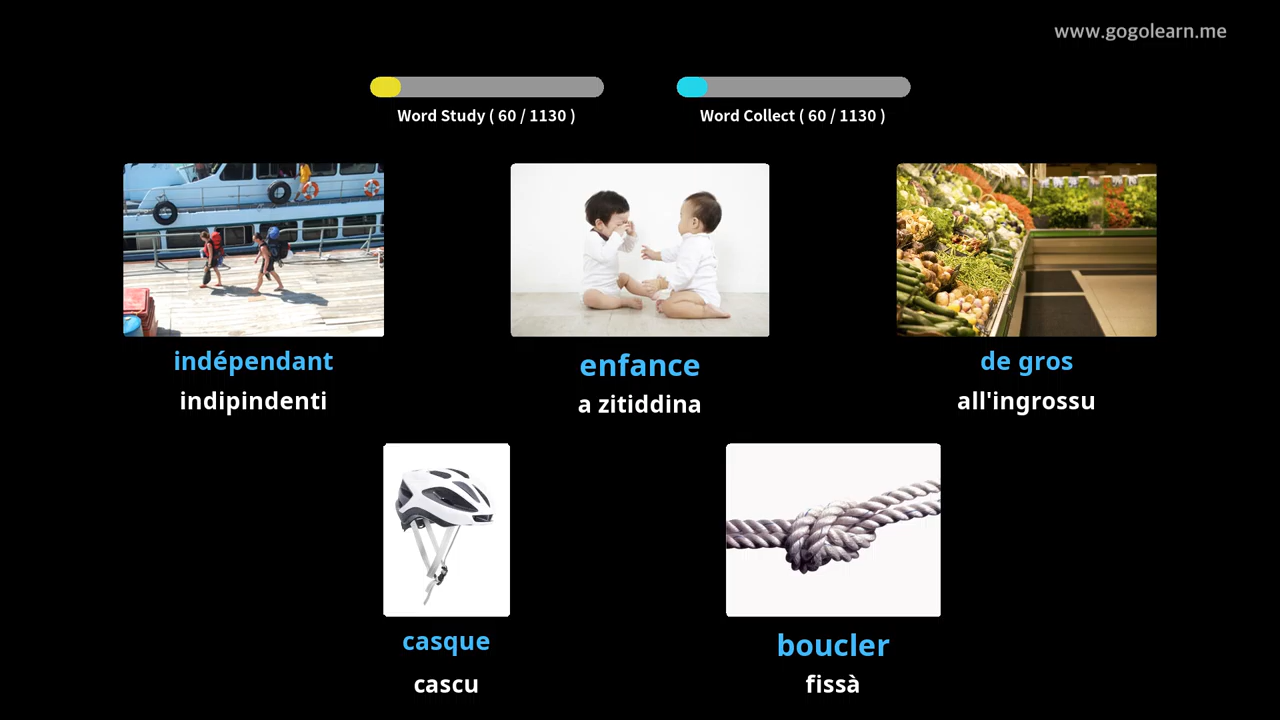 www.gogolearn.me
Word Study ( 60 / 1130 )
Word Collect ( 60 / 1130 )
indépendant
indipindenti
enfance
a zitiddina
de gros
all'ingrossu
casque
cascu
boucler
fissà